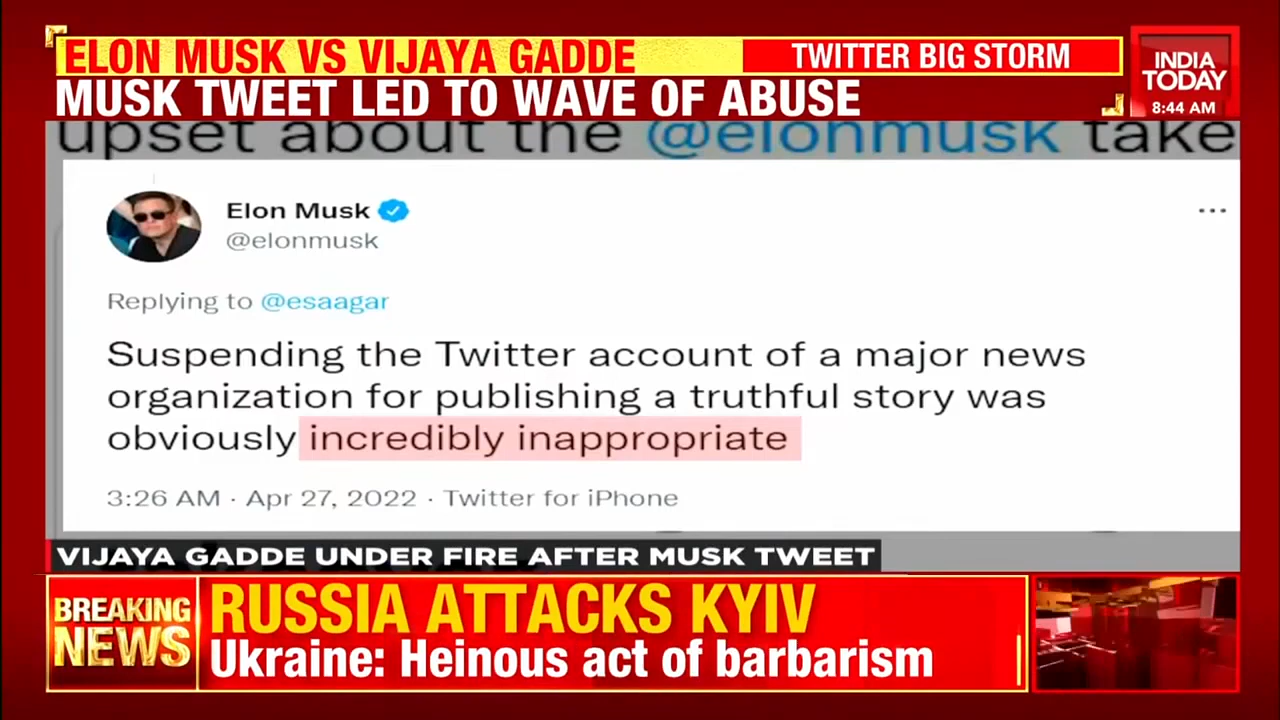 ELON MUSK VS VIJAYA GADDE
TWITTER BIG STORM
INDIA
TODAY
8:44 AM
MUSK TWEET LED TO WAVE OF ABUSE
upset about the @elonmusk take
Elon Musk
@elonmusk
...
Replying to @esaagar
Suspending the Twitter account of a major news
organization for publishing a truthful story was
obviously incredibly inappropriate
3:26 AM · Apr 27, 2022 · Twitter for iPhone
VIJAYA GADDE UNDER FIRE AFTER MUSK TWEET
BREAKING
NEWS
RUSSIA ATTACKS KYIV
Ukraine: Heinous act of barbarism